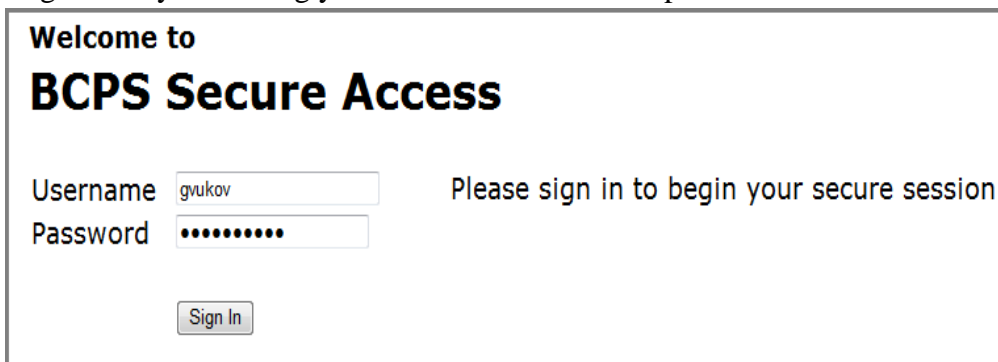 Welcome to
BCPS Secure Access
Username gvukov Please sign in to begin your secure session
Password ••••••••••
Sign In